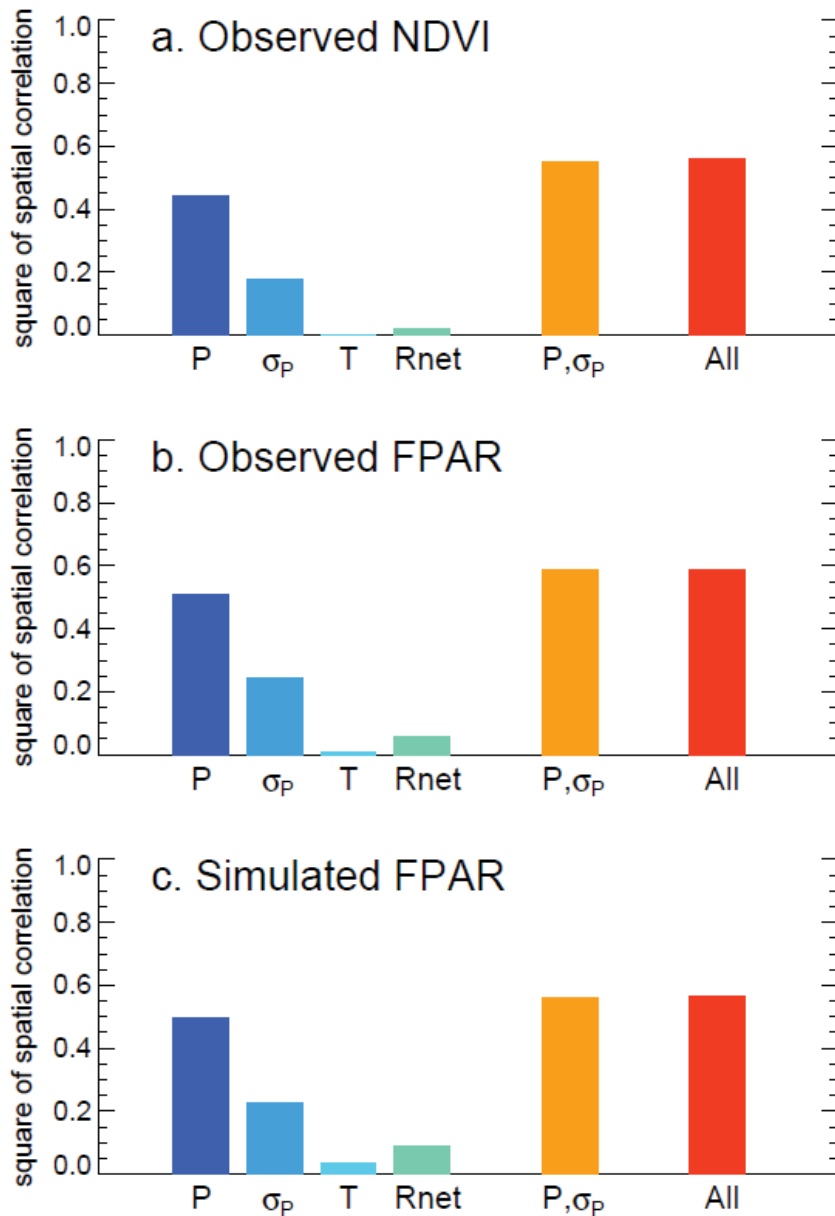 a. Observed NDVI
square of spatial correlation
1.0
0.8
0.6
0.4
0.2
0.0
P σP T Rnet P,σP All
b. Observed FPAR
square of spatial correlation
1.0
0.8
0.6
0.4
0.2
0.0
P σP T Rnet P,σP All
c. Simulated FPAR
square of spatial correlation
1.0
0.8
0.6
0.4
0.2
0.0
P σP T Rnet P,σP All